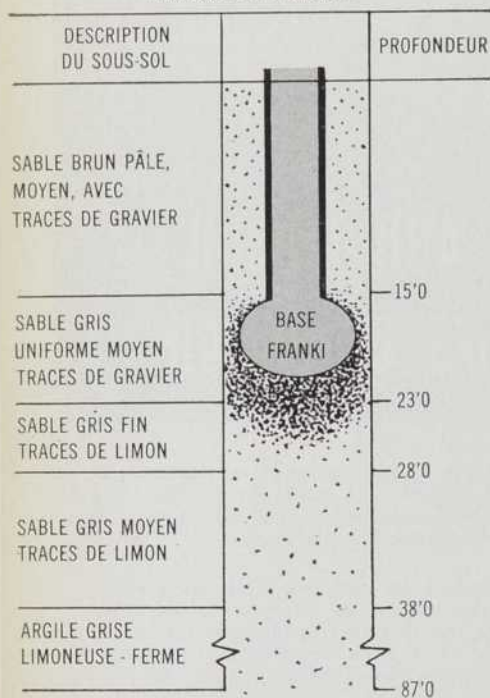 DESCRIPTION
DU SOUS-SOL
PROFONDEUR
SABLE BRUN PÂLE,
MOYEN, AVEC
TRACES DE GRAVIER
15'0
SABLE GRIS
UNIFORME MOYEN
TRACES DE GRAVIER
BASE
FRANKI
23'0
SABLE GRIS FIN
TRACES DE LIMON
28'0
SABLE GRIS MOYEN
TRACES DE LIMON
38'0
ARGILE GRISE
LIMONEUSE - FERME
87'0